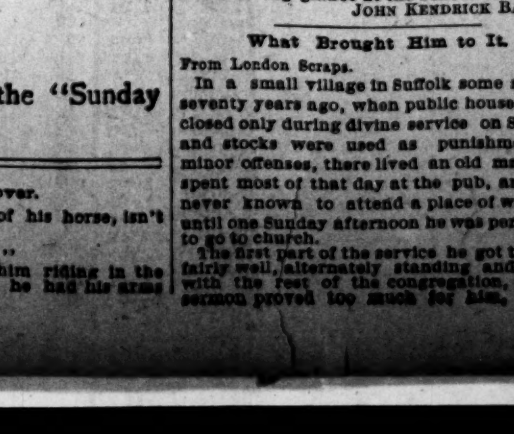 the "Sunday
over.
of his horse, isn't
"
him riding in the
he had his arms
JOHN KENDRICK B
What Brought Him to It.
From London Scraps.
In a small village in Suffolk some
seventy years ago, when public house
closed only during divine service on S
and stocks were used as punishm
minor offenses, there lived an old ma
spent most of that day at the pub, an
never known to attend a place of w
until one Sunday afternoon he was per
to go to church.
The first part of the service he got t
fairly well, alternately standing and
with the rest of the congregation,
sermon proved too much for him,